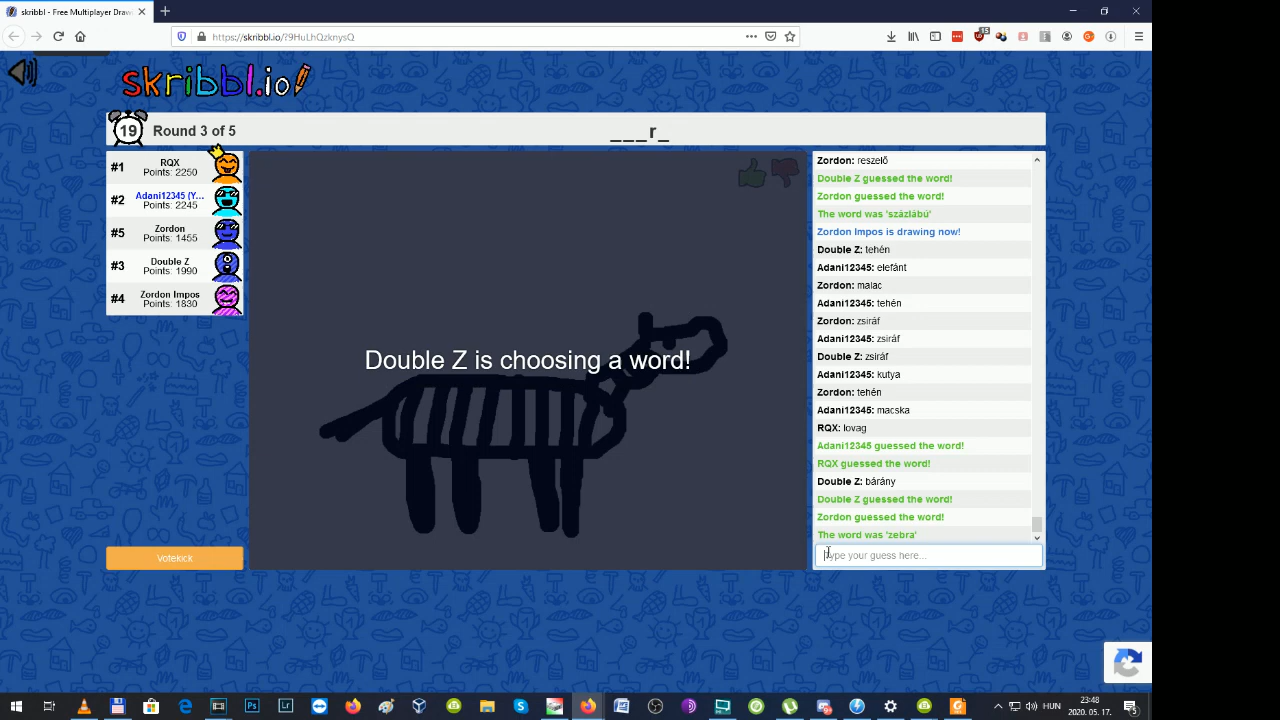 skribbl - Free Multiplayer Draw
https://skribbl.io/?9HuLhQzknysQ
15
skribbl.io
19
Round 3 of 5
___r_
#1
RQX
Points: 2250
#2
Adani12345 (Y...
Points: 2245
#5
Zordon
Points: 1455
#3
Double Z
Points: 1990
#4
Zordon Impos
Points: 1830
Votekick
Double Z is choosing a word!
Zordon: reszelő
Double Z guessed the word!
Zordon guessed the word!
The word was 'százlábú'
Zordon Impos is drawing now!
Double Z: tehén
Adani12345: elefánt
Zordon: malac
Adani12345: tehén
Zordon: zsiráf
Adani12345: zsiráf
Double Z: zsiráf
Adani12345: kutya
Zordon: tehén
Adani12345: macska
RQX: lovag
Adani12345 guessed the word!
RQX guessed the word!
Double Z: bárány
Double Z guessed the word!
Zordon guessed the word!
The word was 'zebra'
Type your guess here...
HUN
23:48
2020. 05. 17.
5